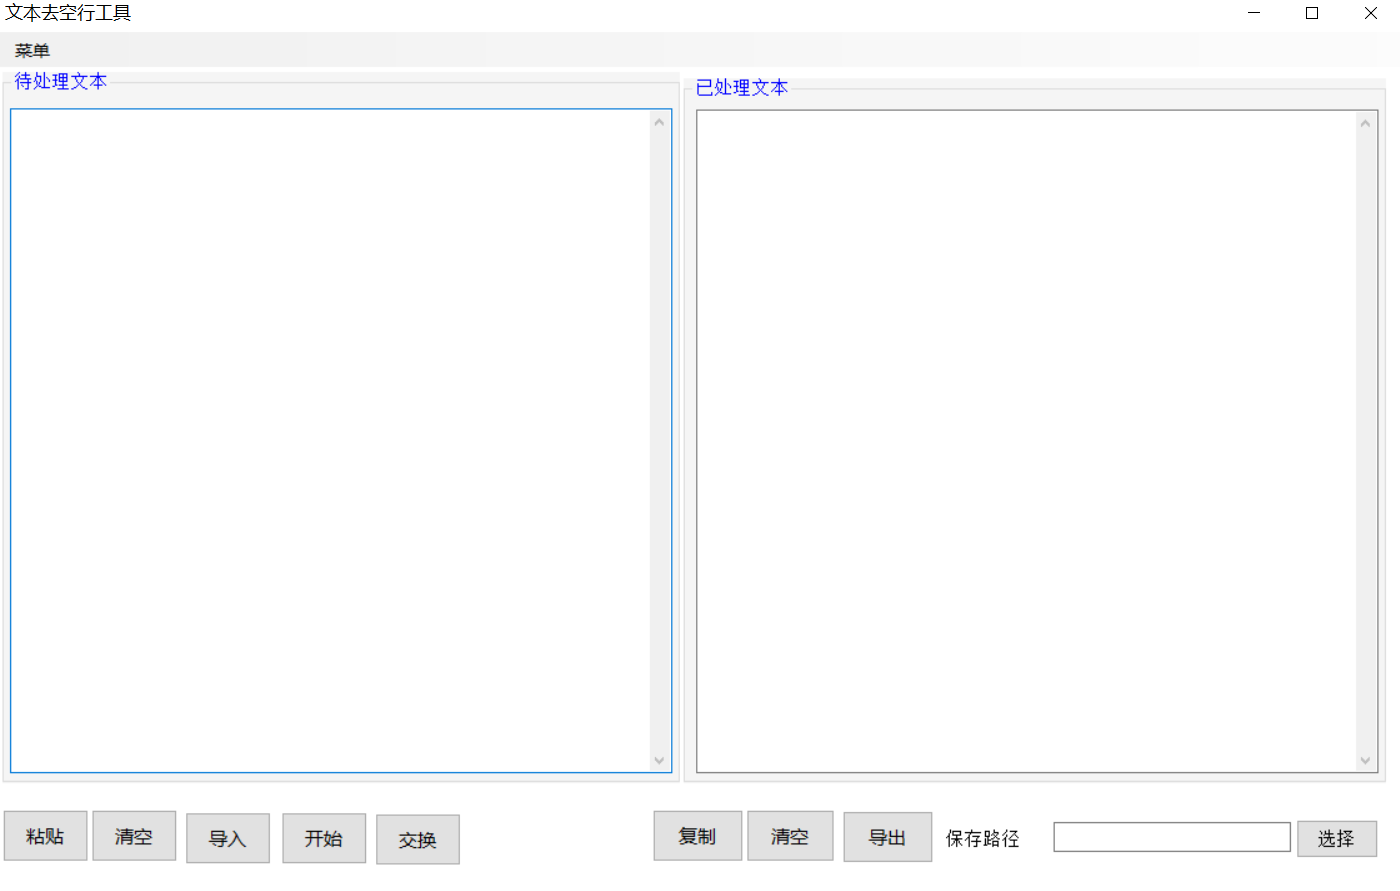 文本去空行工具
菜单
待处理文本
已处理文本
粘贴 清空 导入 开始 交换 复制 清空 导出 保存路径 选择